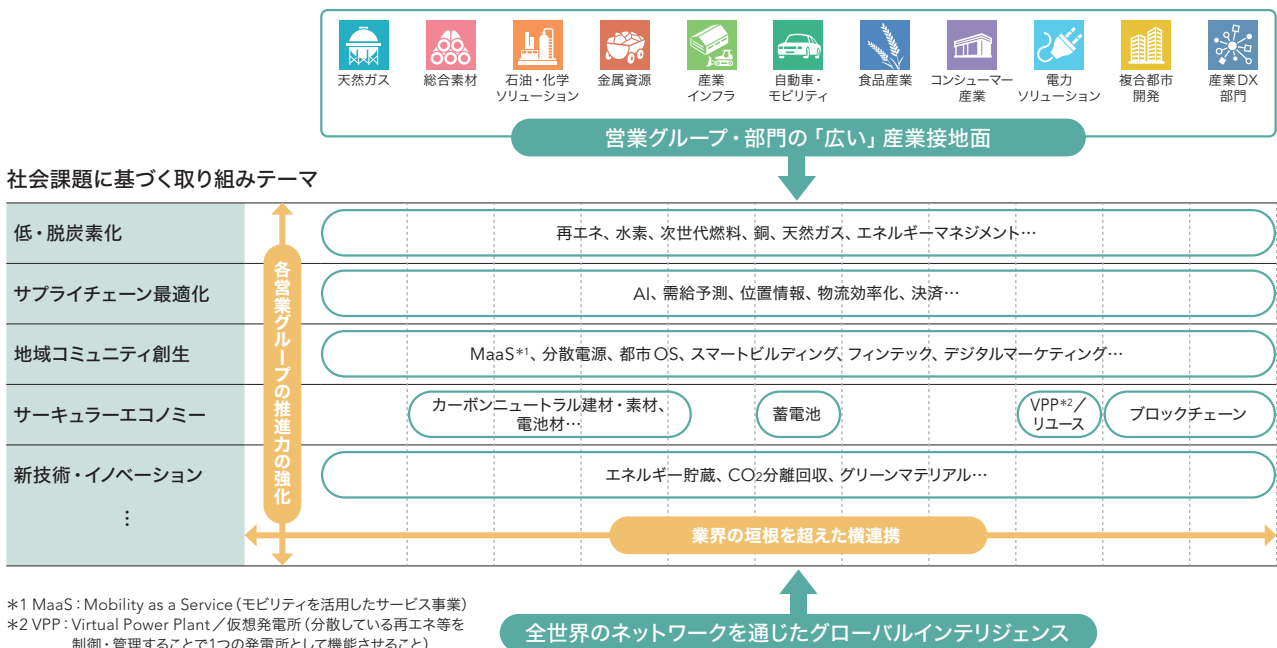 天然ガス
総合素材
石油・化学
ソリューション
金属資源
産業
インフラ
自動車・
モビリティ
食品産業
コンシューマー
産業
電力
ソリューション
複合都市
開発
産業DX
部門
営業グループ・部門の「広い」産業接地面
社会課題に基づく取り組みテーマ
各営業グループの推進力の強化
低・脱炭素化
再エネ、水素、次世代燃料、銅、天然ガス、エネルギーマネジメント…
サプライチェーン最適化
AI、需給予測、位置情報、物流効率化、決済…
地域コミュニティ創生
MaaS*1、分散電源、都市OS、スマートビルディング、フィンテック、デジタルマーケティング…
サーキュラーエコノミー
カーボンニュートラル建材・素材、
電池材…
蓄電池
VPP*2／
リユース
ブロックチェーン
新技術・イノベーション
エネルギー貯蔵、CO2分離回収、グリーンマテリアル…
⋮
業界の垣根を超えた横連携
*1 MaaS：Mobility as a Service（モビリティを活用したサービス事業）
*2 VPP：Virtual Power Plant／仮想発電所（分散している再エネ等を
制御・管理することで1つの発電所として機能させること）
全世界のネットワークを通じたグローバルインテリジェンス